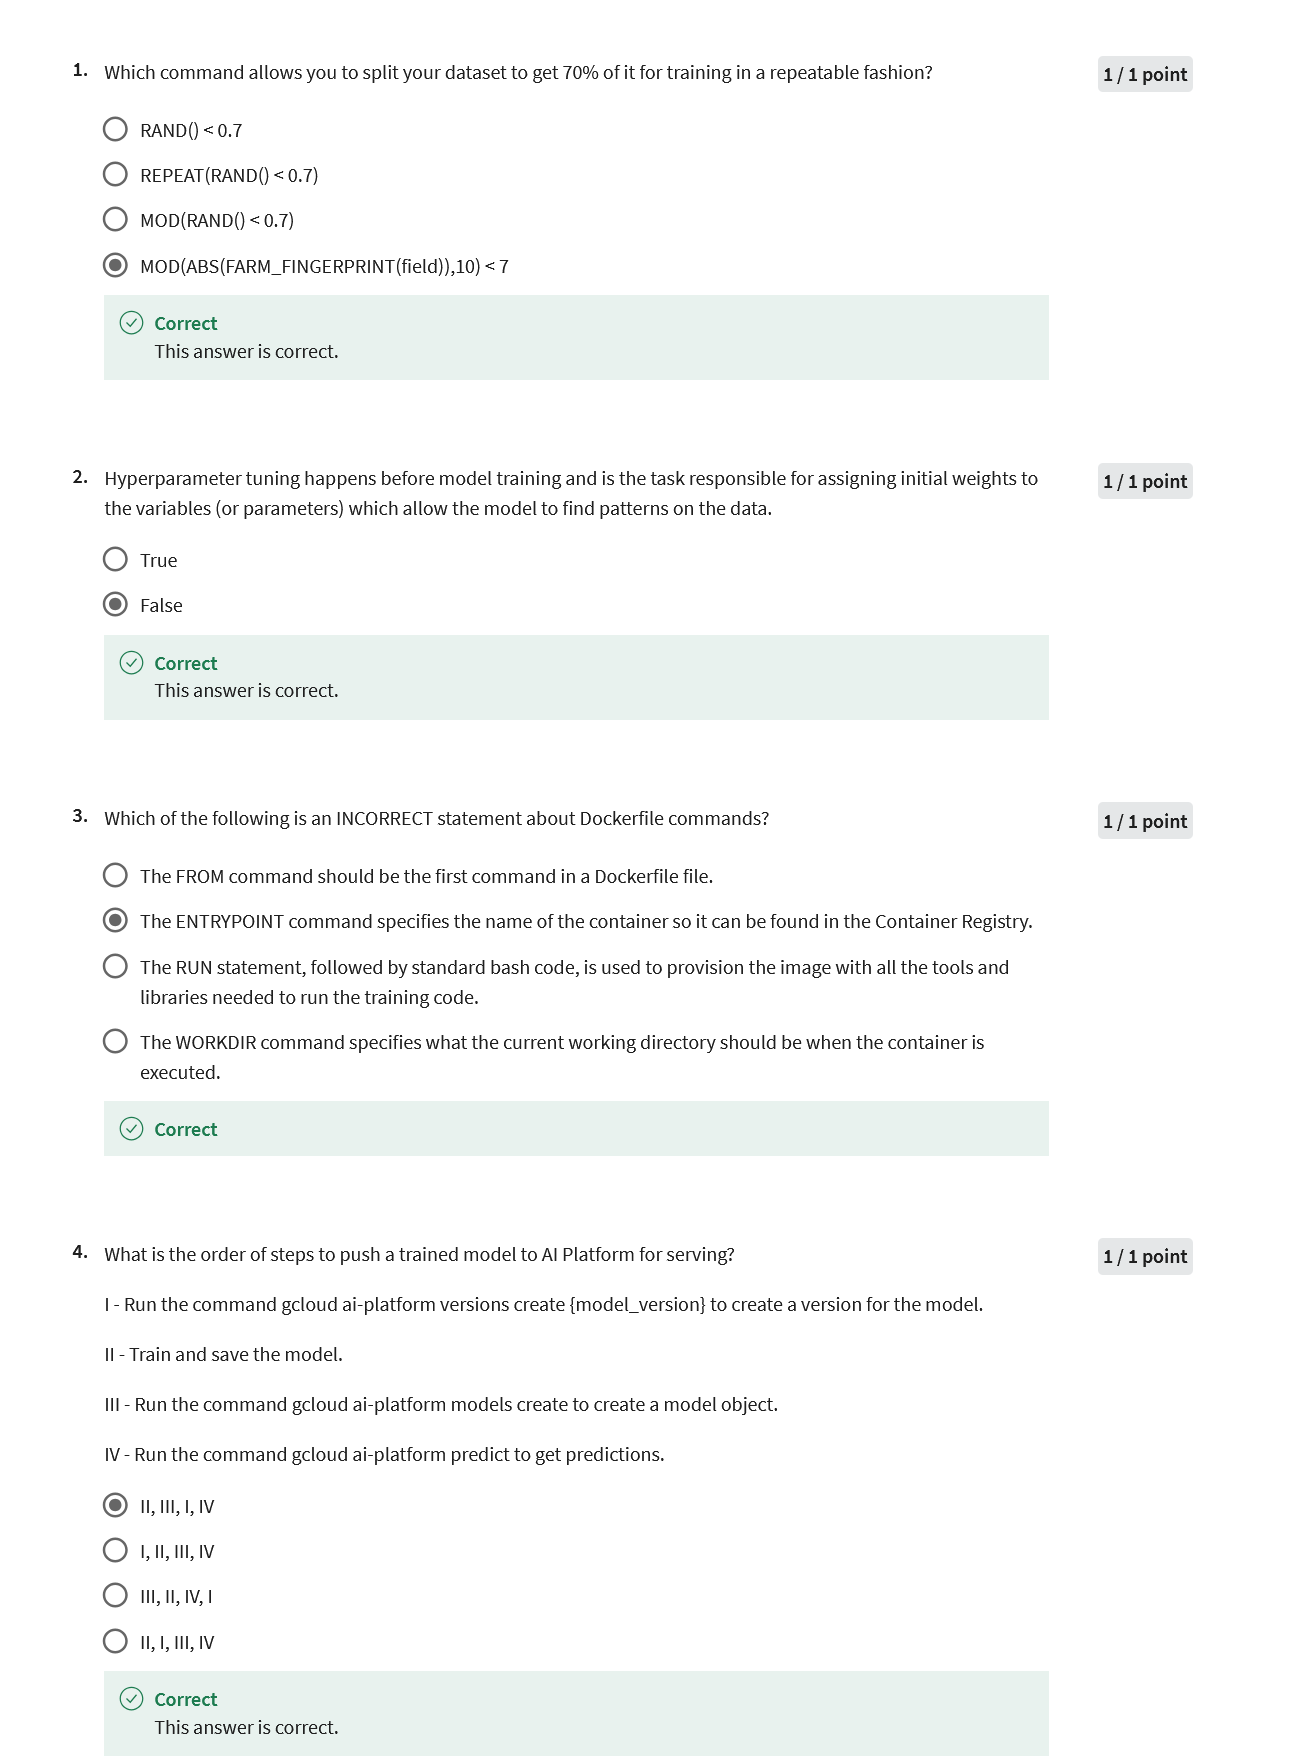 1. Which command allows you to split your dataset to get 70% of it for training in a repeatable fashion?
1 / 1 point
RAND() < 0.7
REPEAT(RAND() < 0.7)
MOD(RAND() < 0.7)
MOD(ABS(FARM_FINGERPRINT(field)),10) < 7
Correct
This answer is correct.
2. Hyperparameter tuning happens before model training and is the task responsible for assigning initial weights to
the variables (or parameters) which allow the model to find patterns on the data.
1 / 1 point
True
False
Correct
This answer is correct.
3. Which of the following is an INCORRECT statement about Dockerfile commands?
1 / 1 point
The FROM command should be the first command in a Dockerfile file.
The ENTRYPOINT command specifies the name of the container so it can be found in the Container Registry.
The RUN statement, followed by standard bash code, is used to provision the image with all the tools and
libraries needed to run the training code.
The WORKDIR command specifies what the current working directory should be when the container is
executed.
Correct
4. What is the order of steps to push a trained model to AI Platform for serving?
1 / 1 point
I - Run the command gcloud ai-platform versions create {model_version} to create a version for the model.
II - Train and save the model.
III - Run the command gcloud ai-platform models create to create a model object.
IV - Run the command gcloud ai-platform predict to get predictions.
II, III, I, IV
I, II, III, IV
III, II, IV, I
II, I, III, IV
Correct
This answer is correct.